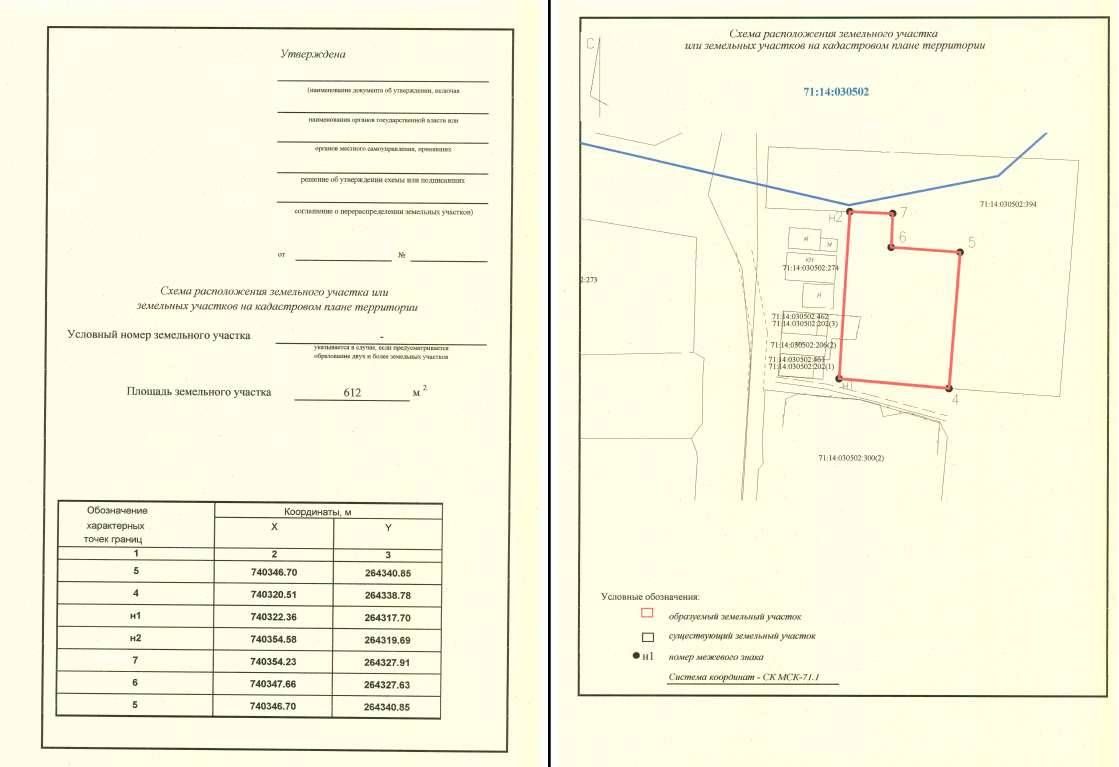 Утверждена
(наименование документа об утверждении, включая
наименования органов государственной власти или
органов местного самоуправления, принявших
решение об утверждении схемы или подписавших
соглашение о перераспределении земельных участков)
от
№
Схема расположения земельного участка или
земельных участков на кадастровом плане территории
Условный номер земельного участка
-
указывается в случае, если предусматривается
образование двух и более земельных участков
Площадь земельного участка 612 м 2
Обозначение характерных точек границ
Координаты, м
X Y
1 2 3
5 740346.70 264340.85
4 740320.51 264338.78
н1 740322.36 264317.70
н2 740354.58 264319.69
7 740354.23 264327.91
6 740347.66 264327.63
5 740346.70 264340.85
Схема расположения земельного участка
или земельных участков на кадастровом плане территории
С
71:14:030502
71:14:030502:394
н2
7
6
5
н
м
КН
71:14:030502:274
2:273
н
71:14:030502:462
71:14:030502:202(3)
71:14:030502:206(2)
71:14:030502:461
71:14:030502:202(1)
н1
4
71:14:030502:300(2)
Условные обозначения:
образуемый земельный участок
существующий земельный участок
н1 номер межевого знака
Система координат - СК МСК-71.1